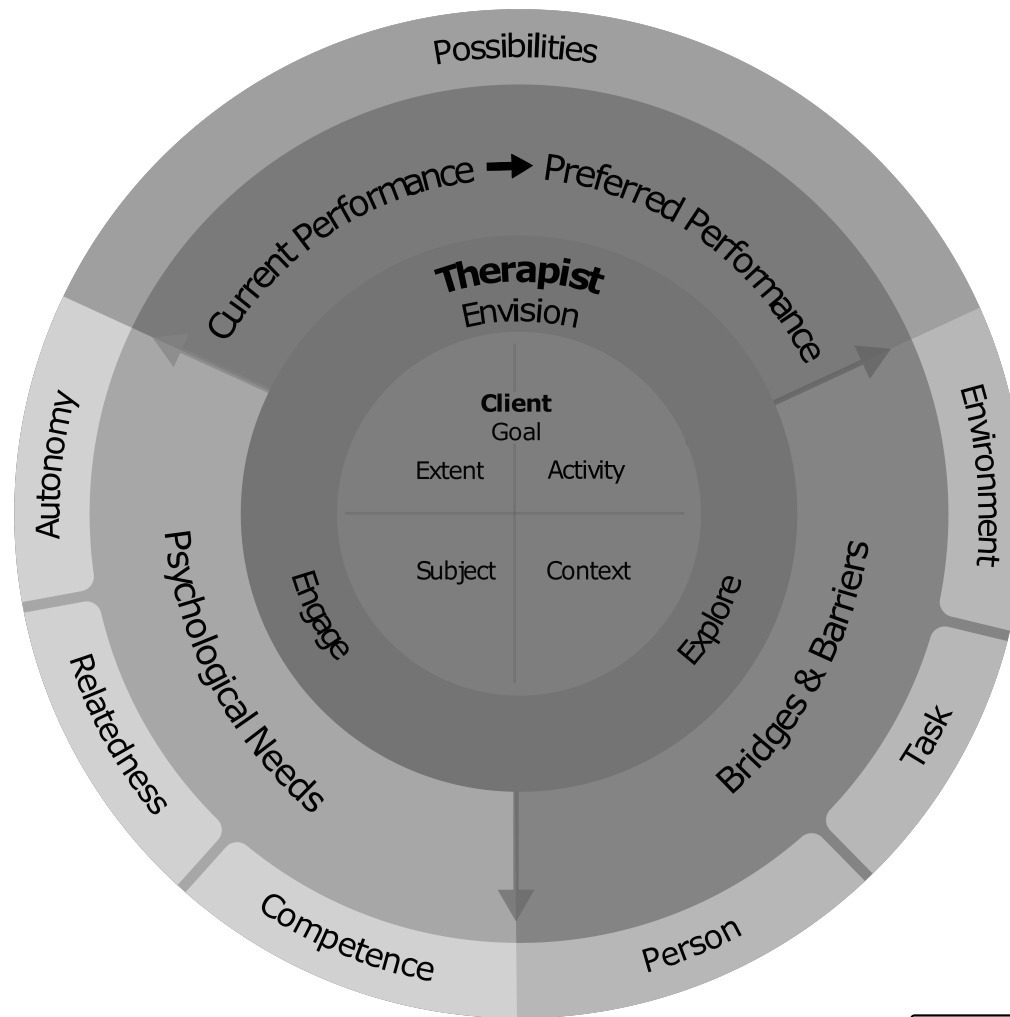 Possibilities
Current Performance → Preferred Performance
Therapist
Envision
Client
Goal
Extent
Activity
Subject
Context
Engage
Explore
Psychological Needs
Bridges & Barriers
Autonomy
Relatedness
Competence
Person
Task
Environment